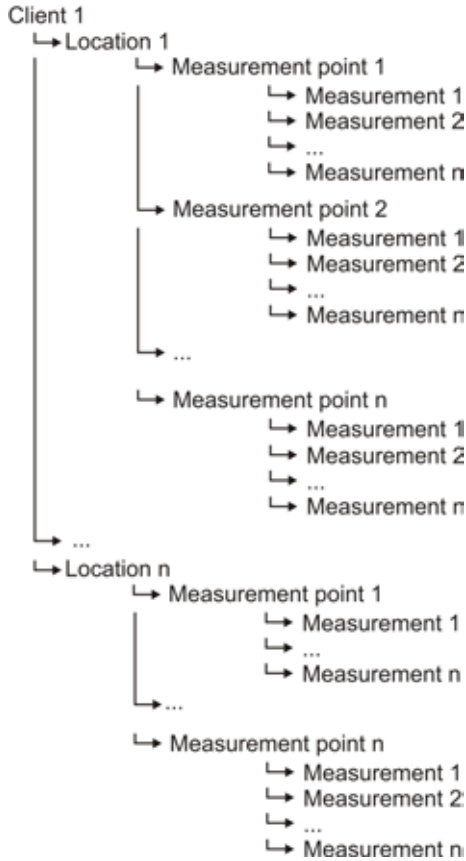 Client 1
Location 1
Measurement point 1
Measurement 1
Measurement 2
...
Measurement n
Measurement point 2
Measurement 1
Measurement 2
...
Measurement n
...
Measurement point n
Measurement 1
Measurement 2
...
Measurement n
...
Location n
Measurement point 1
Measurement 1
...
Measurement n
...
Measurement point n
Measurement 1
Measurement 2
...
Measurement n